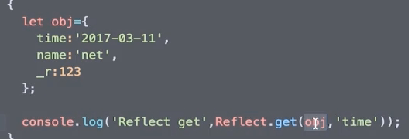 {
let obj={
time:'2017-03-11',
name:'net',
_r:123
};
console.log('Reflect get',Reflect.get(obj,'time'));
}